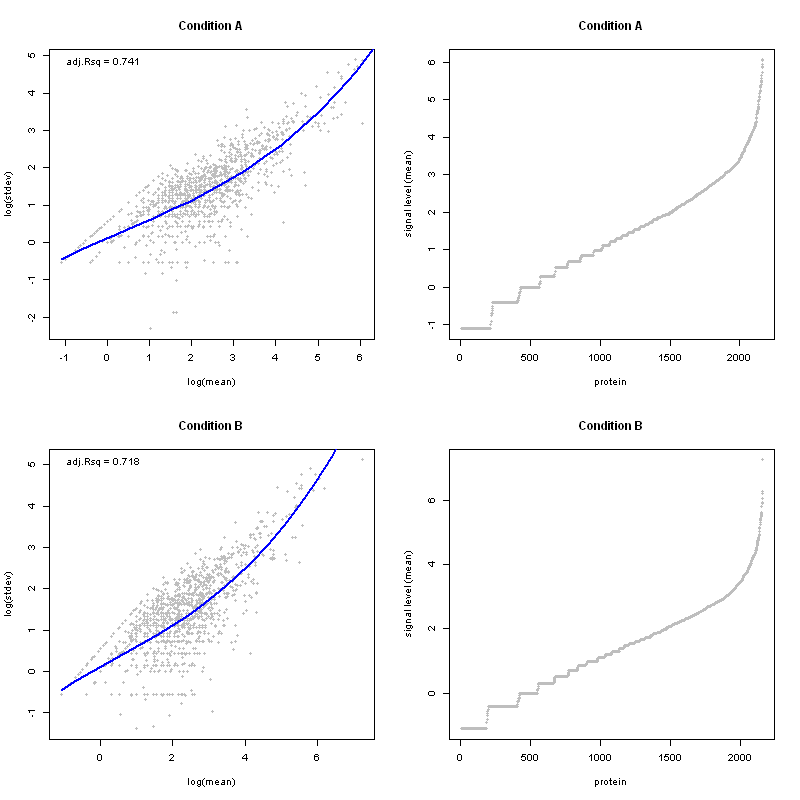 Condition A
adj.Rsq = 0.741
log(stdev)
5
4
3
2
1
0
-1
-2
-1 0 1 2 3 4 5 6
log(mean)
Condition A
signal level (mean)
6
5
4
3
2
1
0
-1
0 500 1000 1500 2000
protein
Condition B
adj.Rsq = 0.718
log(stdev)
5
4
3
2
1
0
-1
0 2 4 6
log(mean)
Condition B
signal level (mean)
6
4
2
0
0 500 1000 1500 2000
protein